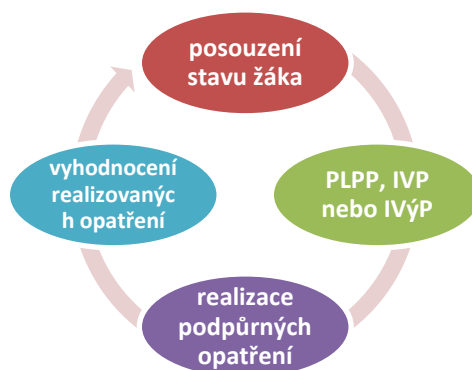 posouzení
stavu žáka
PLPP, IVP
nebo IVýP
realizace
podpůrných
opatření
vyhodnocení
realizovanýc
h opatření